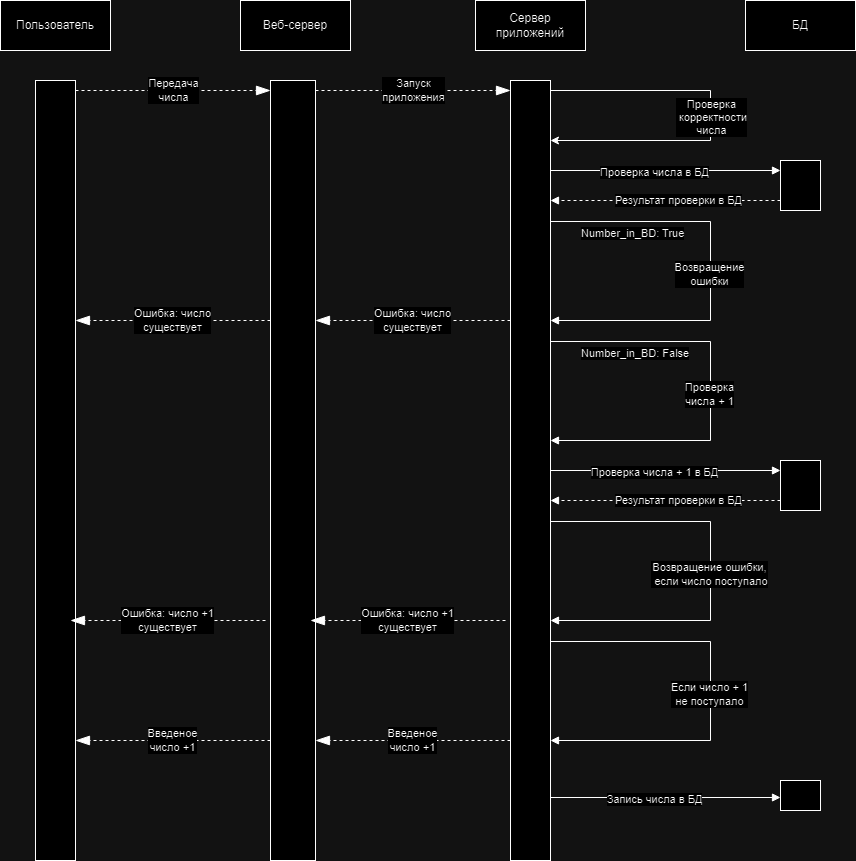 Пользователь
Веб-сервер
Сервер
приложений
БД
Передача
числа
Запуск
приложения
Проверка
корректности
числа
Проверка числа в БД
Результат проверки в БД
Number_in_BD: True
Возвращение
ошибки
Ошибка: число
существует
Ошибка: число
существует
Number_in_BD: False
Проверка
числа + 1
Проверка числа + 1 в БД
Результат проверки в БД
Возвращение ошибки,
если число поступало
Ошибка: число +1
существует
Ошибка: число +1
существует
Если число + 1
не поступало
Введеное
число +1
Введеное
число +1
Запись числа в БД